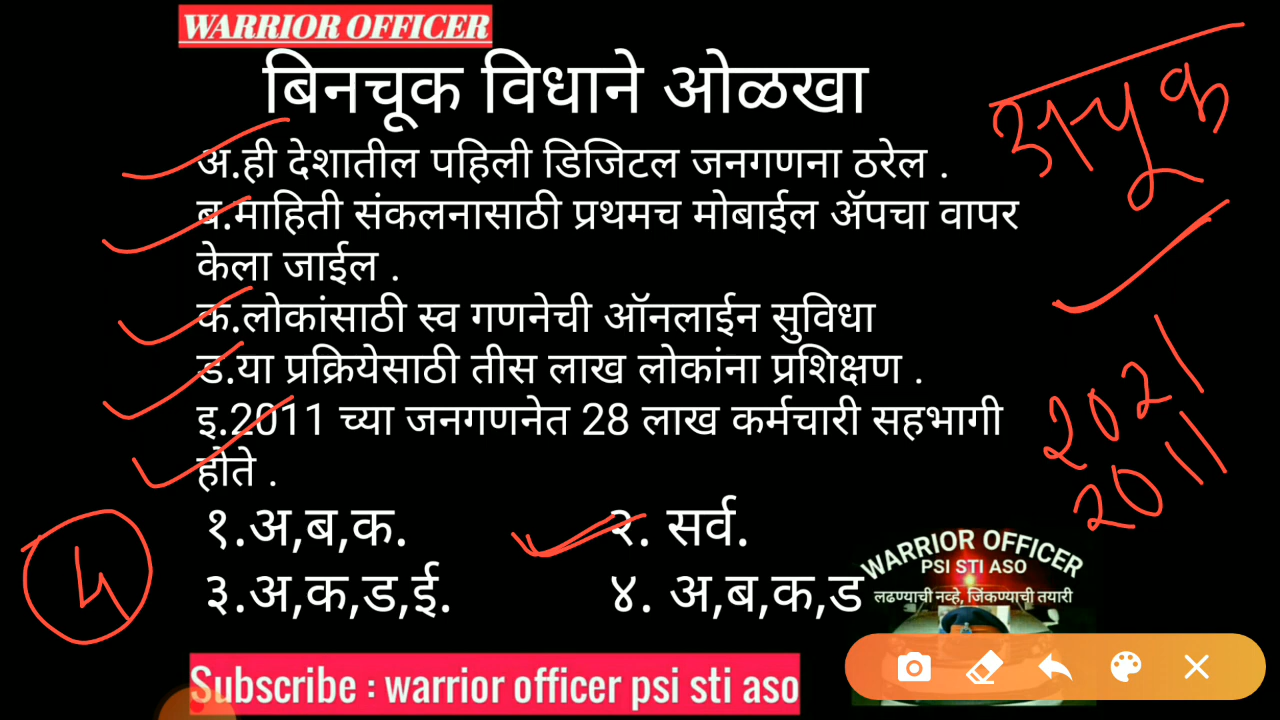 WARRIOR OFFICER
बिनचूक विधाने ओळखा
अ.ही देशातील पहिली डिजिटल जनगणना ठरेल .
ब.माहिती संकलनासाठी प्रथमच मोबाईल ॲपचा वापर
केला जाईल .
क.लोकांसाठी स्व गणनेची ऑनलाईन सुविधा
ड.या प्रक्रियेसाठी तीस लाख लोकांना प्रशिक्षण .
इ.2011 च्या जनगणनेत 28 लाख कर्मचारी सहभागी
होते .
१.अ,ब,क. २. सर्व.
३.अ,क,ड,ई. ४. अ,ब,क,ड
2021
2011
WARRIOR OFFICER
PSI STI ASO
लढण्याची नव्हे, जिंकण्याची तयारी
Subscribe : warrior officer psi sti aso